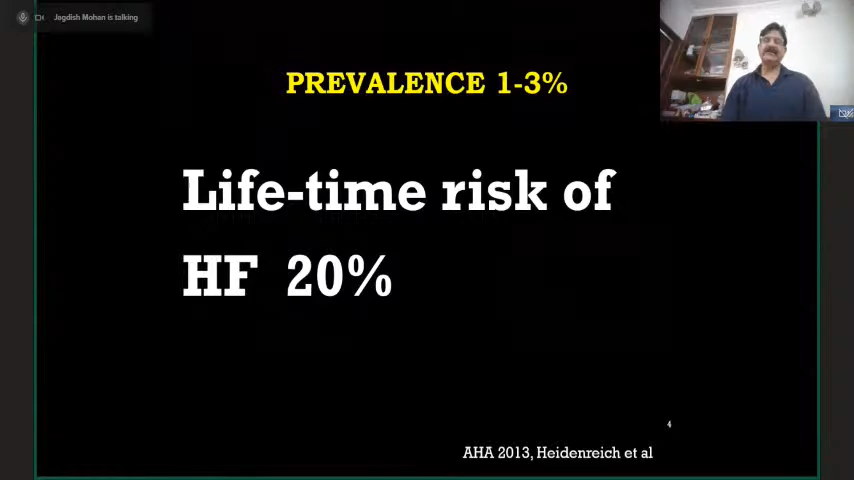 Jagdish Mohan is talking
PREVALENCE 1-3%
Life-time risk of
HF 20%
4
AHA 2013, Heidenreich et al